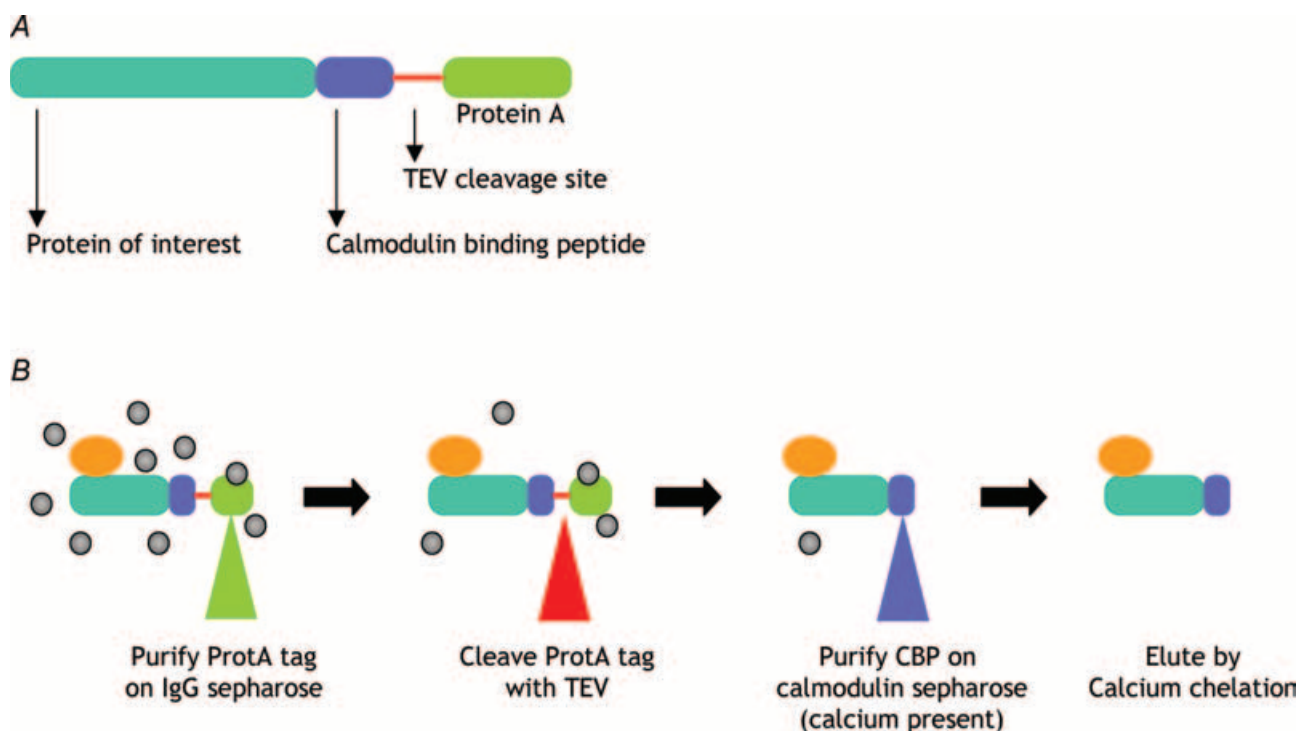 A
Protein A
TEV cleavage site
Protein of interest
Calmodulin binding peptide
B
Purify ProtA tag
on IgG sepharose
Cleave ProtA tag
with TEV
Purify CBP on
calmodulin sepharose
(calcium present)
Elute by
Calcium chelation